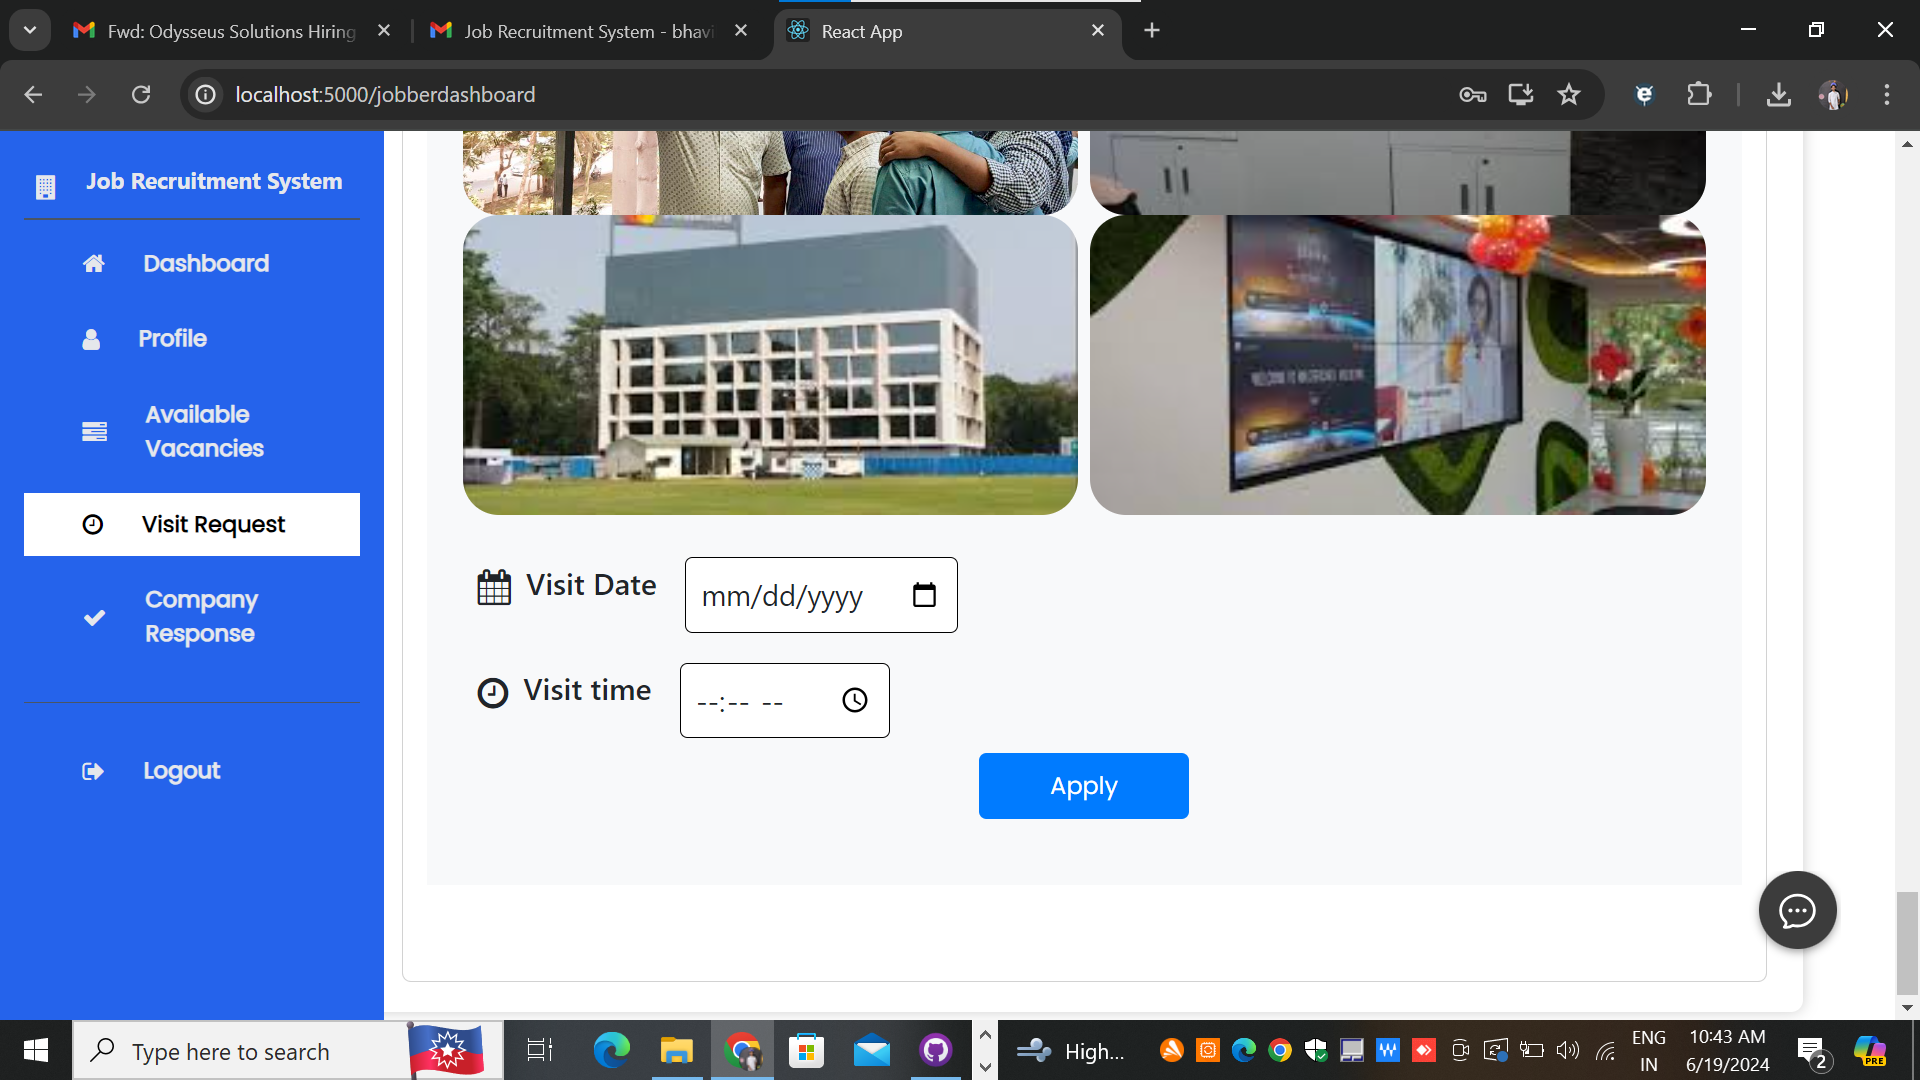 Fwd: Odysseus Solutions Hiring
Job Recruitment System - bhavi
React App
localhost:5000/jobberdashboard
Job Recruitment System
Dashboard
Profile
Available
Vacancies
Visit Request
Company
Response
Logout
Visit Date
mm/dd/yyyy
Visit time
--:-- --
Apply
Type here to search
High...
ENG
IN
10:43 AM
6/19/2024
2
PRE